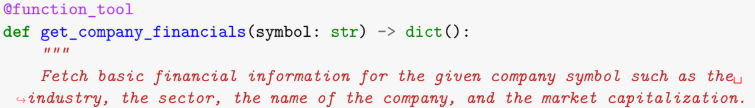 @function_tool
def get_company_financials(symbol: str) -> dict():
    """
    Fetch basic financial information for the given company symbol such as the␣
↪industry, the sector, the name of the company, and the market capitalization.